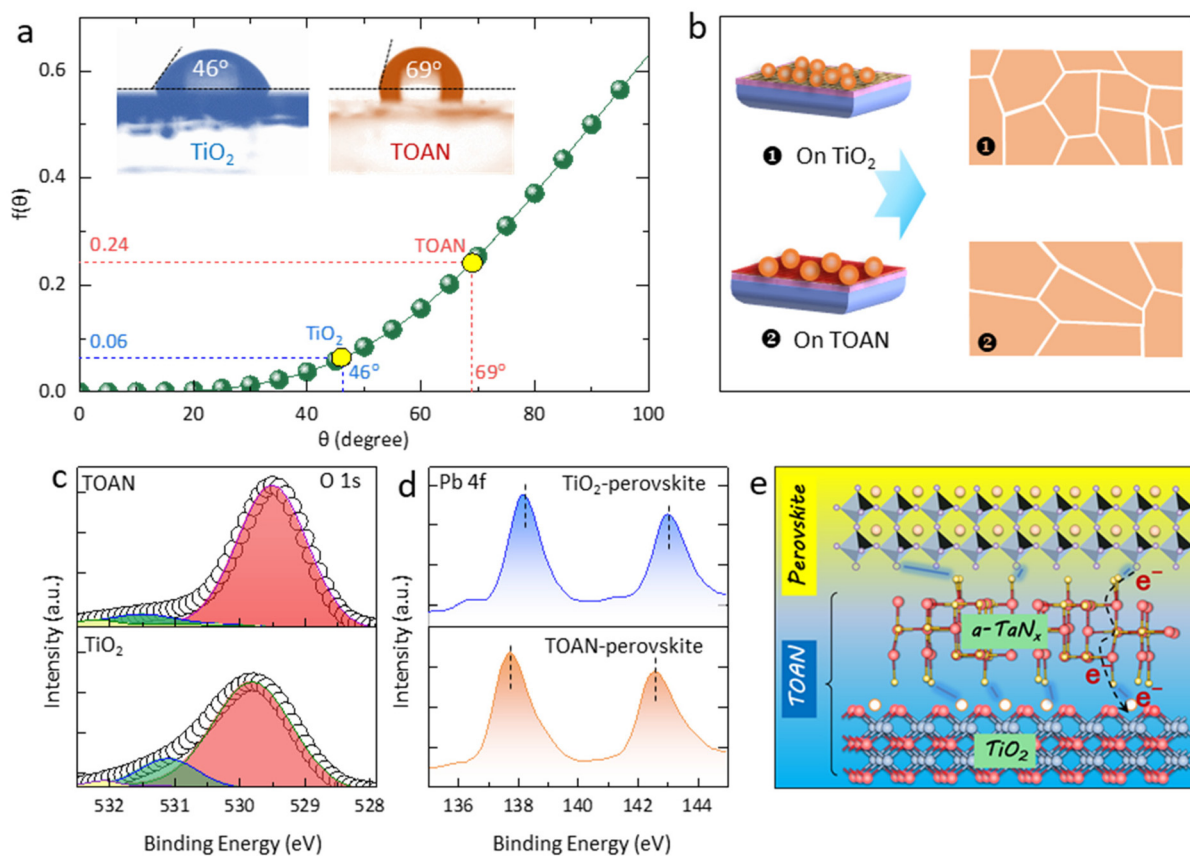 a
46°
69°
TiO₂
TOAN
f(θ)
0.6
0.4
0.2
0.0
0.24
0.06
TOAN
TiO₂
46°
69°
0
20
40
60
80
100
θ (degree)
b
❶ On TiO₂
❶
❷ On TOAN
❷
c
TOAN
O 1s
TiO₂
Intensity (a.u.)
532
531
530
529
528
Binding Energy (eV)
d
Pb 4f
TiO₂-perovskite
TOAN-perovskite
Intensity (a.u.)
136
138
140
142
144
Binding Energy (eV)
e
Perovskite
TOAN
a-TaNₓ
e⁻
e
e⁻
TiO₂